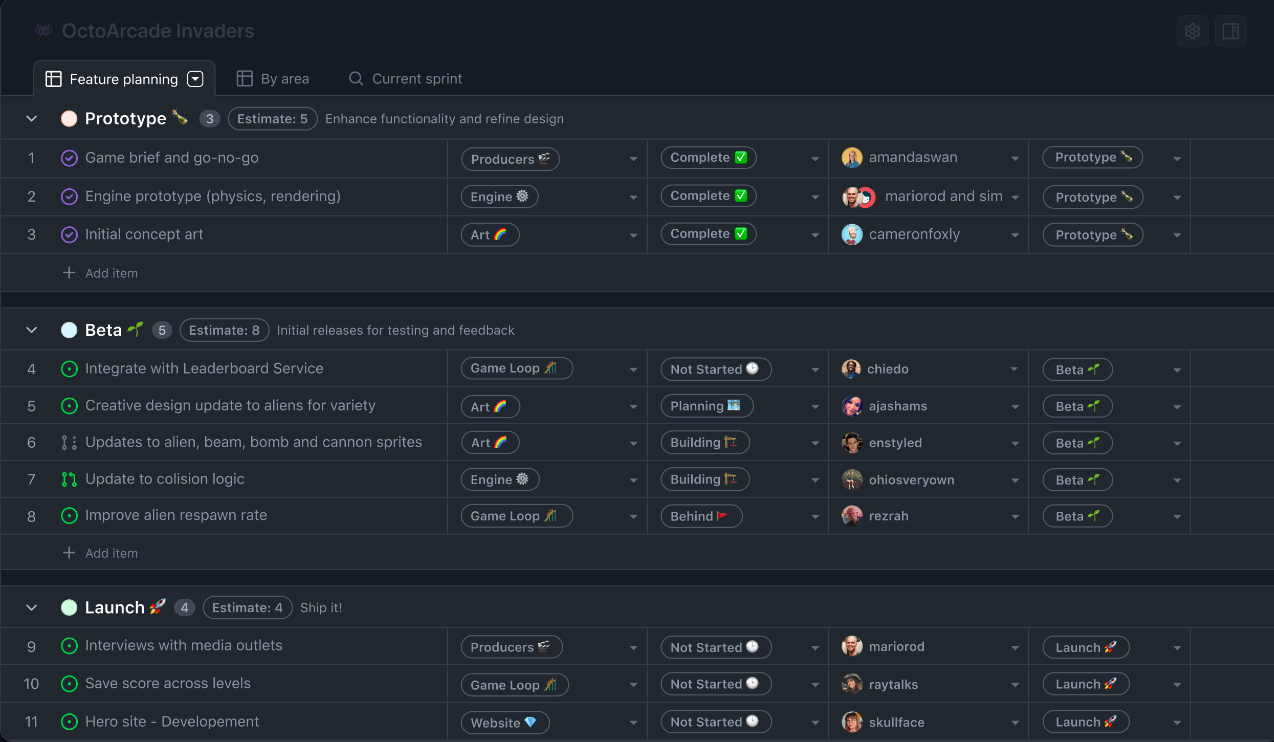 OctoArcade Invaders
Feature planning By area Current sprint
Prototype 3 Estimate: 5 Enhance functionality and refine design
1 Game brief and go-no-go Producers Complete amandaswan Prototype
2 Engine prototype (physics, rendering) Engine Complete mariorod and sim Prototype
3 Initial concept art Art Complete cameronfoxly Prototype
Add item
Beta 5 Estimate: 8 Initial releases for testing and feedback
4 Integrate with Leaderboard Service Game Loop Not Started chiedo Beta
5 Creative design update to aliens for variety Art Planning ajashams Beta
6 Updates to alien, beam, bomb and cannon sprites Art Building enstyled Beta
7 Update to colision logic Engine Building ohiosveryown Beta
8 Improve alien respawn rate Game Loop Behind rezrah Beta
Add item
Launch 4 Estimate: 4 Ship it!
9 Interviews with media outlets Producers Not Started mariorod Launch
10 Save score across levels Game Loop Not Started raytalks Launch
11 Hero site - Developement Website Not Started skullface Launch